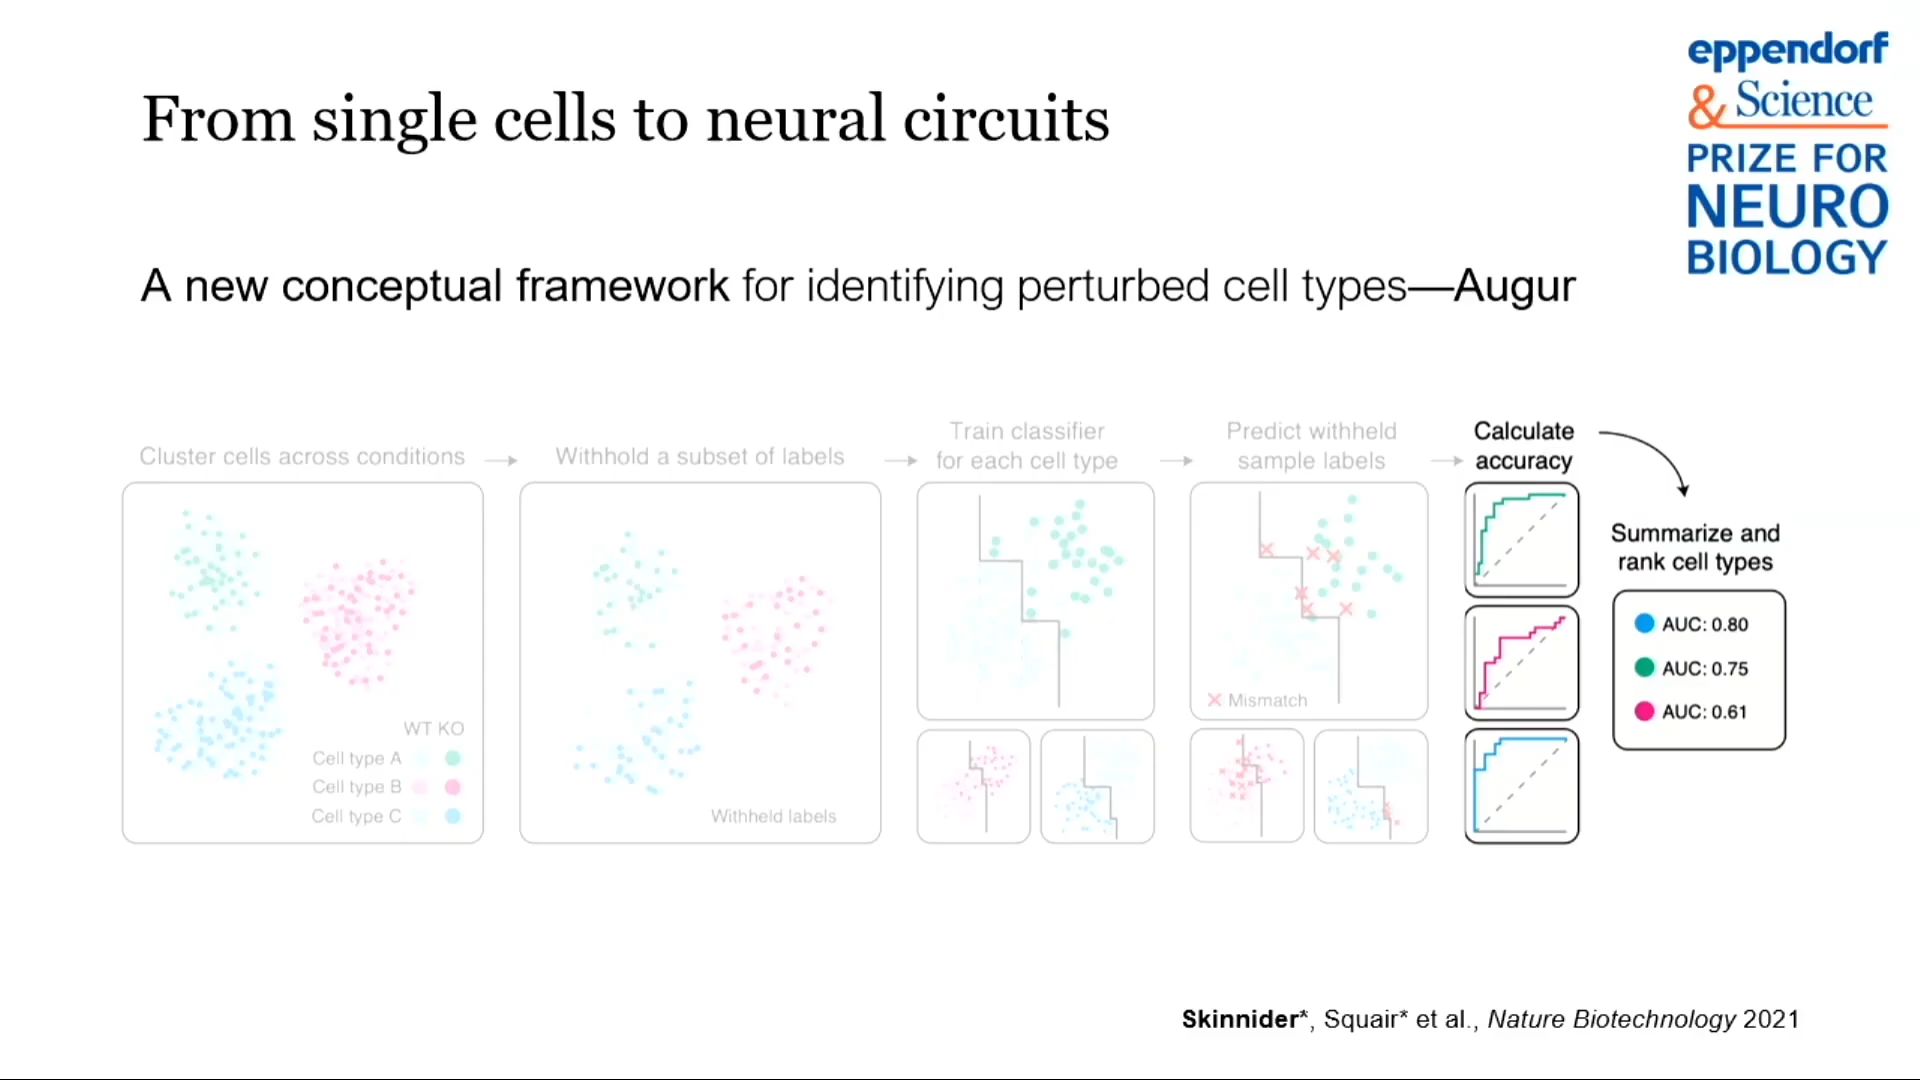 eppendorf
& Science
PRIZE FOR
NEURO
BIOLOGY
From single cells to neural circuits
A new conceptual framework for identifying perturbed cell types—Augur
Cluster cells across conditions
Withhold a subset of labels
Train classifier
for each cell type
Predict withheld
sample labels
Calculate
accuracy
Summarize and
rank cell types
WT KO
Cell type A
Cell type B
Cell type C
Withheld labels
Mismatch
AUC: 0.80
AUC: 0.75
AUC: 0.61
Skinnider*, Squair* et al., Nature Biotechnology 2021